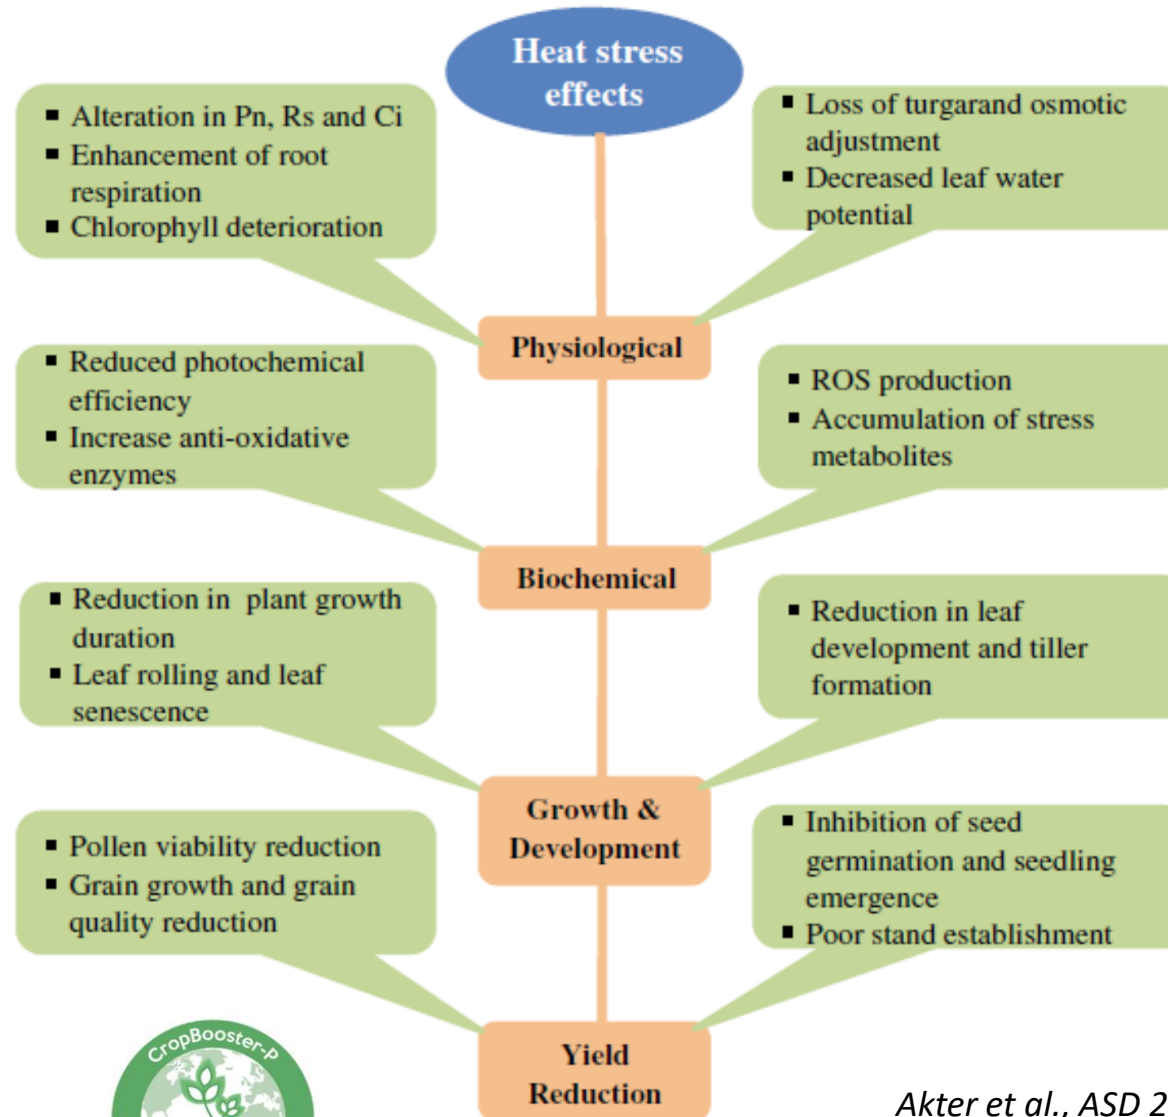 Heat stress
effects
▪ Alteration in Pn, Rs and Ci
▪ Enhancement of root
respiration
▪ Chlorophyll deterioration
▪ Loss of turgarand osmotic
adjustment
▪ Decreased leaf water
potential
Physiological
▪ Reduced photochemical
efficiency
▪ Increase anti-oxidative
enzymes
▪ ROS production
▪ Accumulation of stress
metabolites
Biochemical
▪ Reduction in plant growth
duration
▪ Leaf rolling and leaf
senescence
▪ Reduction in leaf
development and tiller
formation
Growth &
Development
▪ Pollen viability reduction
▪ Grain growth and grain
quality reduction
▪ Inhibition of seed
germination and seedling
emergence
▪ Poor stand establishment
Yield
Reduction
CropBooster-P
Akter et al., ASD 2